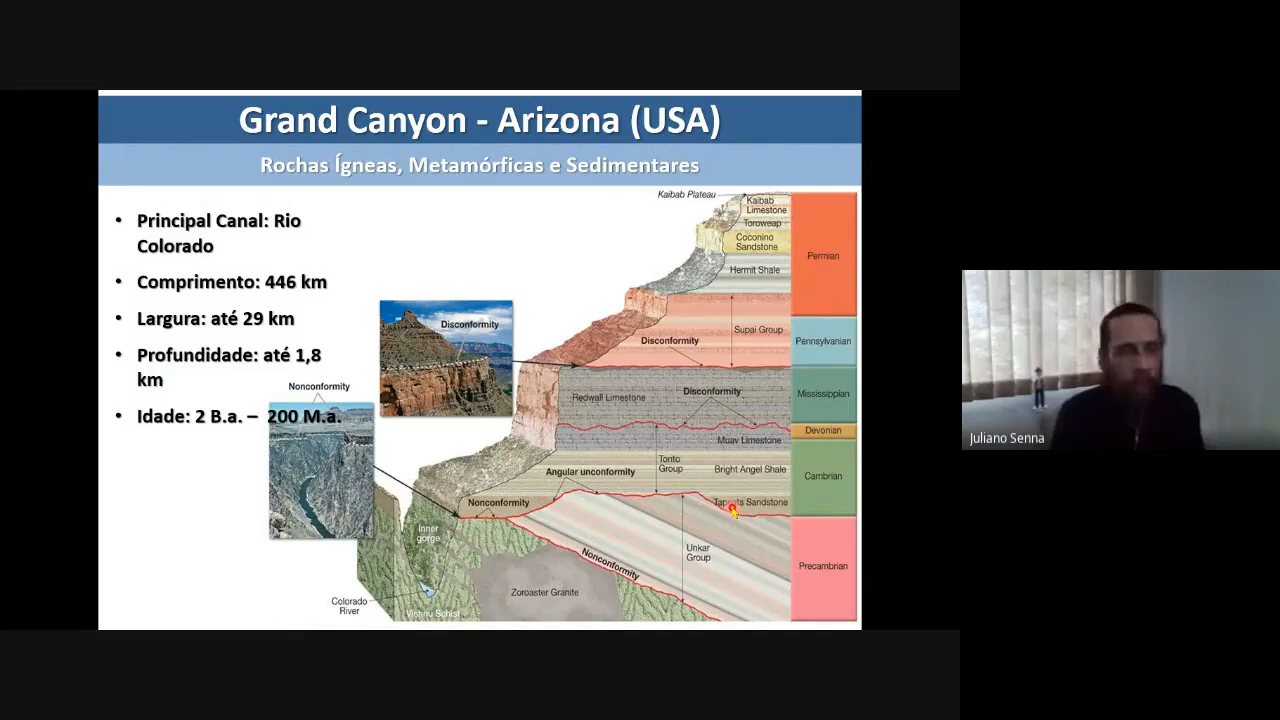 Grand Canyon - Arizona (USA)
Rochas Ígneas, Metamórficas e Sedimentares
• Principal Canal: Rio
Colorado
• Comprimento: 446 km
• Largura: até 29 km
• Profundidade: até 1,8
km
• Idade: 2 B.a. – 200 M.a.
Nonconformity
Disconformity
Kaibab Plateau
Kaibab
Limestone
Toroweap
Coconino
Sandstone
Hermit Shale
Supai Group
Disconformity
Redwall Limestone
Disconformity
Muav Limestone
Tonto
Group
Bright Angel Shale
Angular unconformity
Tapeats Sandstone
Nonconformity
Inner
gorge
Unkar
Group
Nonconformity
Zoroaster Granite
Colorado
River
Vishnu Schist
Permian
Pennsylvanian
Mississippian
Devonian
Cambrian
Precambrian
Juliano Senna